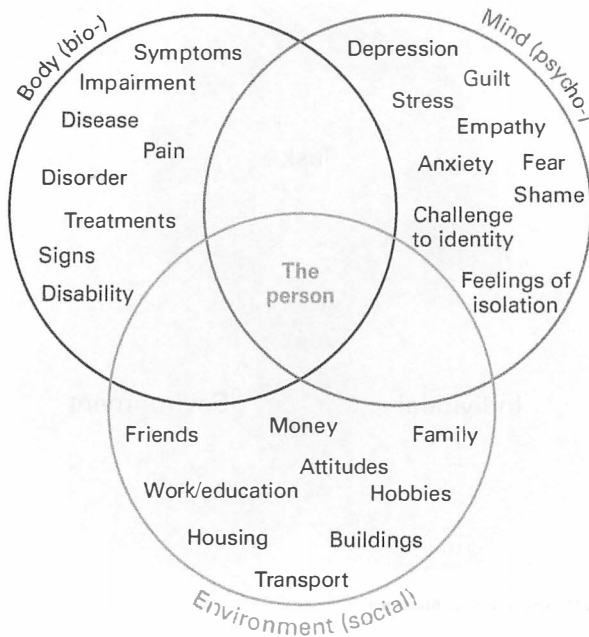 Body (bio-)
Symptoms
Impairment
Disease
Pain
Disorder
Treatments
Signs
Disability
Mind (psycho-)
Depression
Guilt
Stress
Empathy
Anxiety
Fear
Shame
Challenge
to identity
Feelings of
isolation
The
person
Friends
Money
Family
Attitudes
Work/education
Hobbies
Housing
Buildings
Transport
Environment (social)